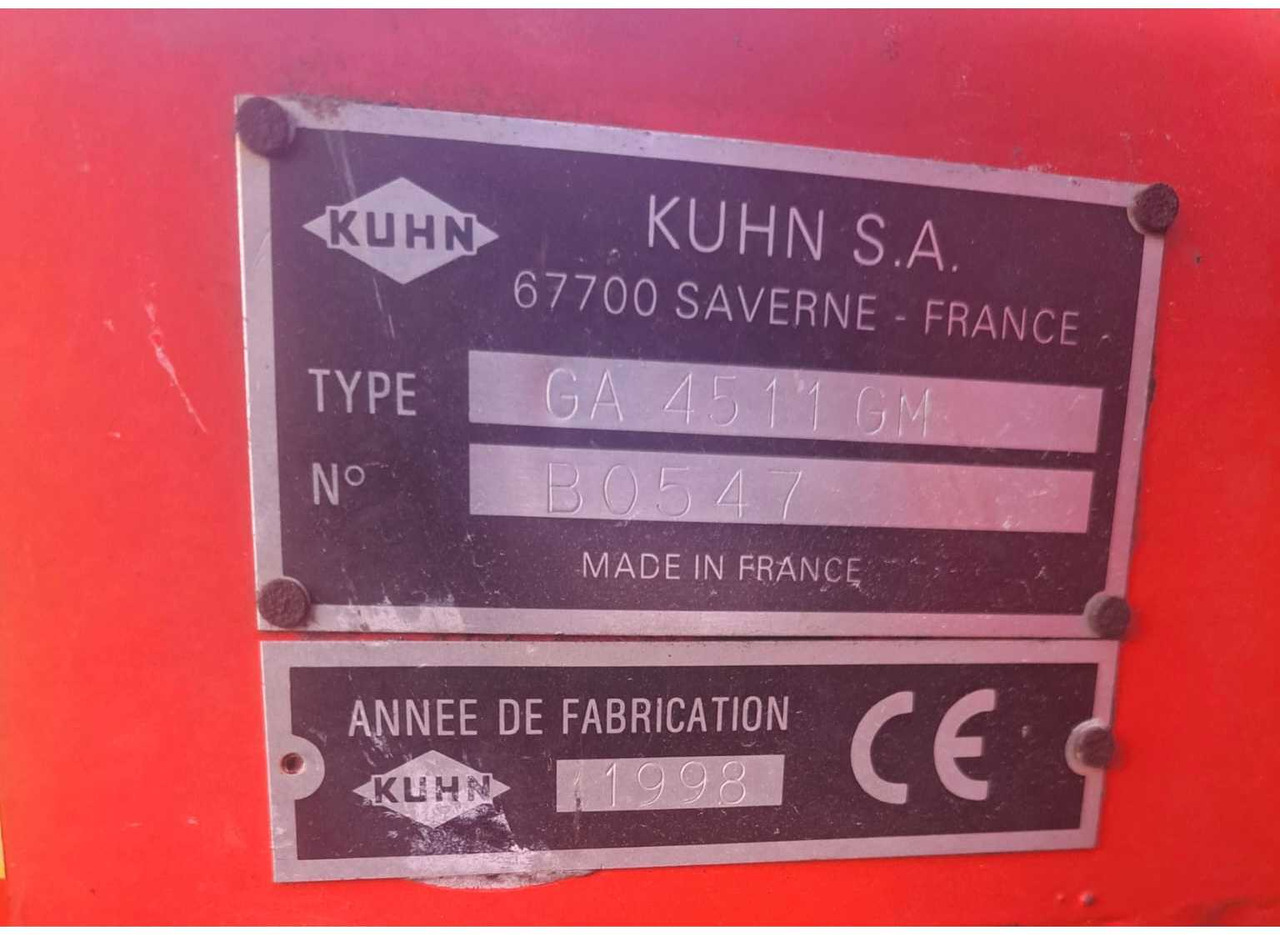 KUHN
KUHN S.A.
67700 SAVERNE - FRANCE
TYPE GA 4511 GM
N° B0547
MADE IN FRANCE
ANNEE DE FABRICATION
KUHN 1998
CE